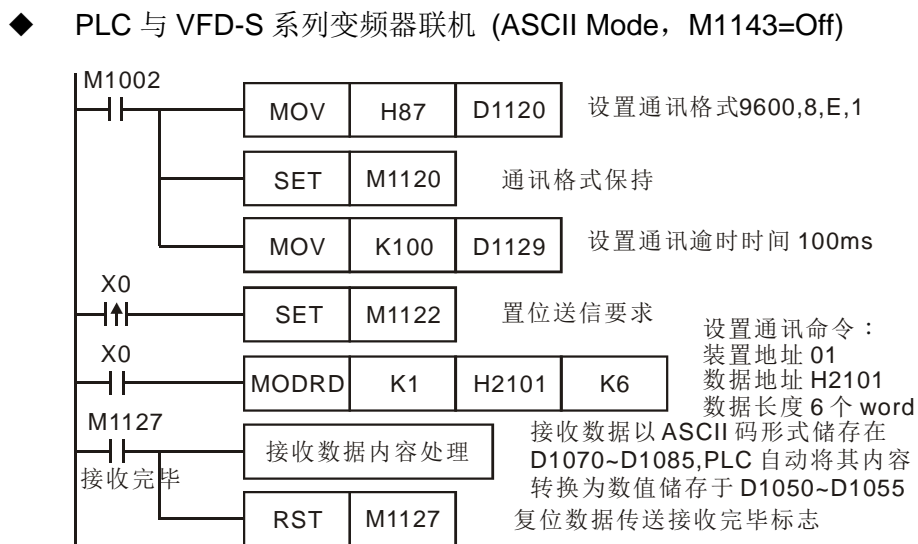 ◆ PLC 与 VFD-S 系列变频器联机 (ASCII Mode，M1143=Off)
M1002
MOV H87 D1120 设置通讯格式9600,8,E,1
SET M1120 通讯格式保持
MOV K100 D1129 设置通讯逾时时间 100ms
X0
SET M1122 置位送信要求
设置通讯命令：
装置地址 01
数据地址 H2101
数据长度 6 个 word
X0
MODRD K1 H2101 K6
M1127
接收完毕
接收数据内容处理
接收数据以 ASCII 码形式储存在
D1070~D1085,PLC 自动将其内容
转换为数值储存于 D1050~D1055
RST M1127 复位数据传送接收完毕标志